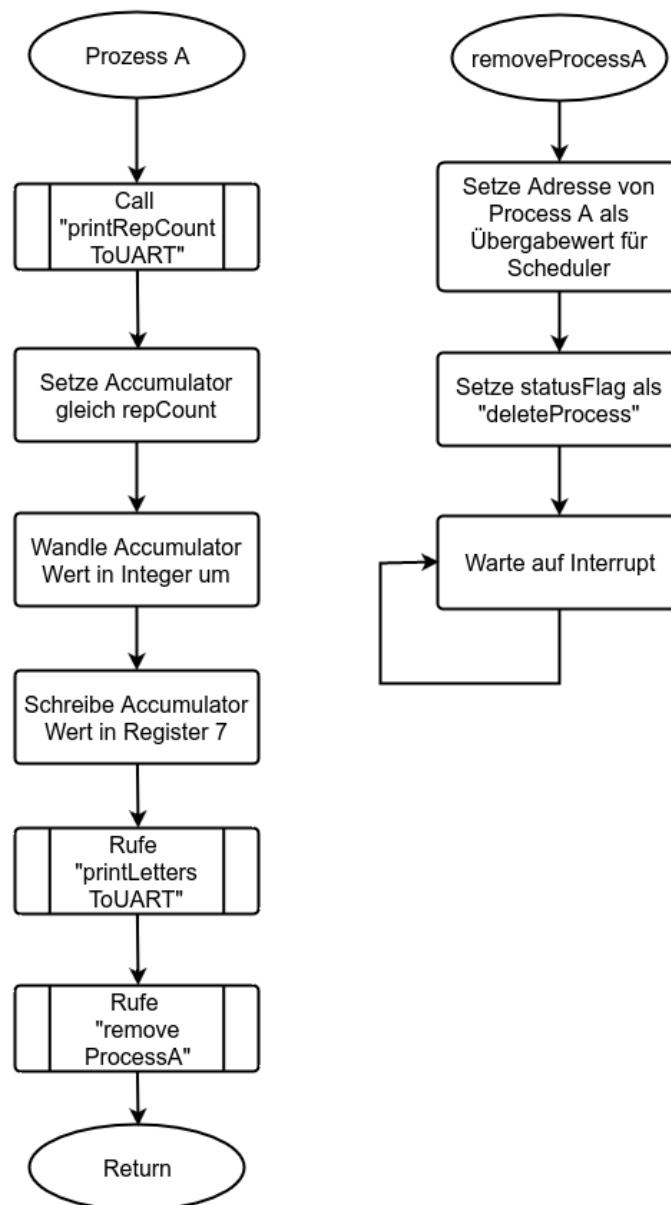 Prozess A
Call
"printRepCount
ToUART"
Setze Accumulator
gleich repCount
Wandle Accumulator
Wert in Integer um
Schreibe Accumulator
Wert in Register 7
Rufe
"printLetters
ToUART"
Rufe
"remove
ProcessA"
Return
removeProcessA
Setze Adresse von
Process A als
Übergabewert für
Scheduler
Setze statusFlag als
"deleteProcess"
Warte auf Interrupt